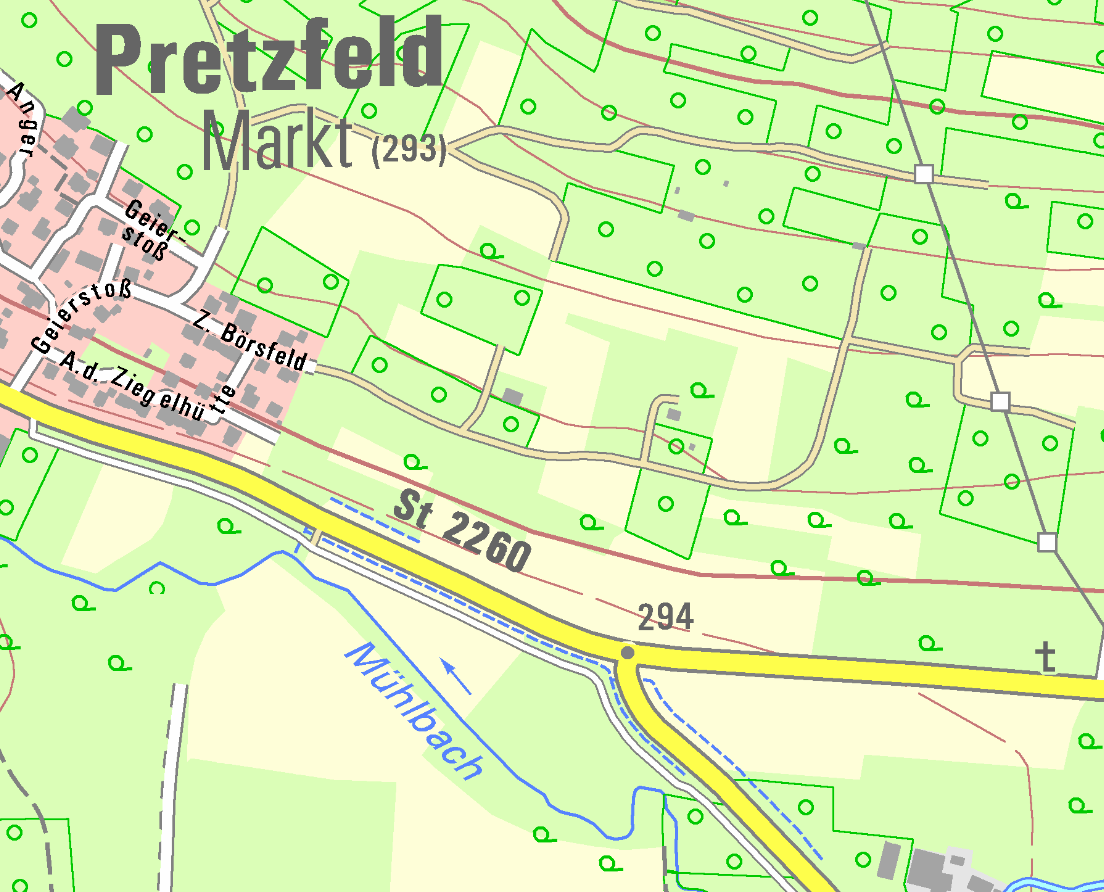 Pretzfeld
Markt (293)
Anger
Geier-
stoß
Geierstoß
Z. Börsfeld
A.d. Ziegelhütte
St 2260
294
t
Mühlbach